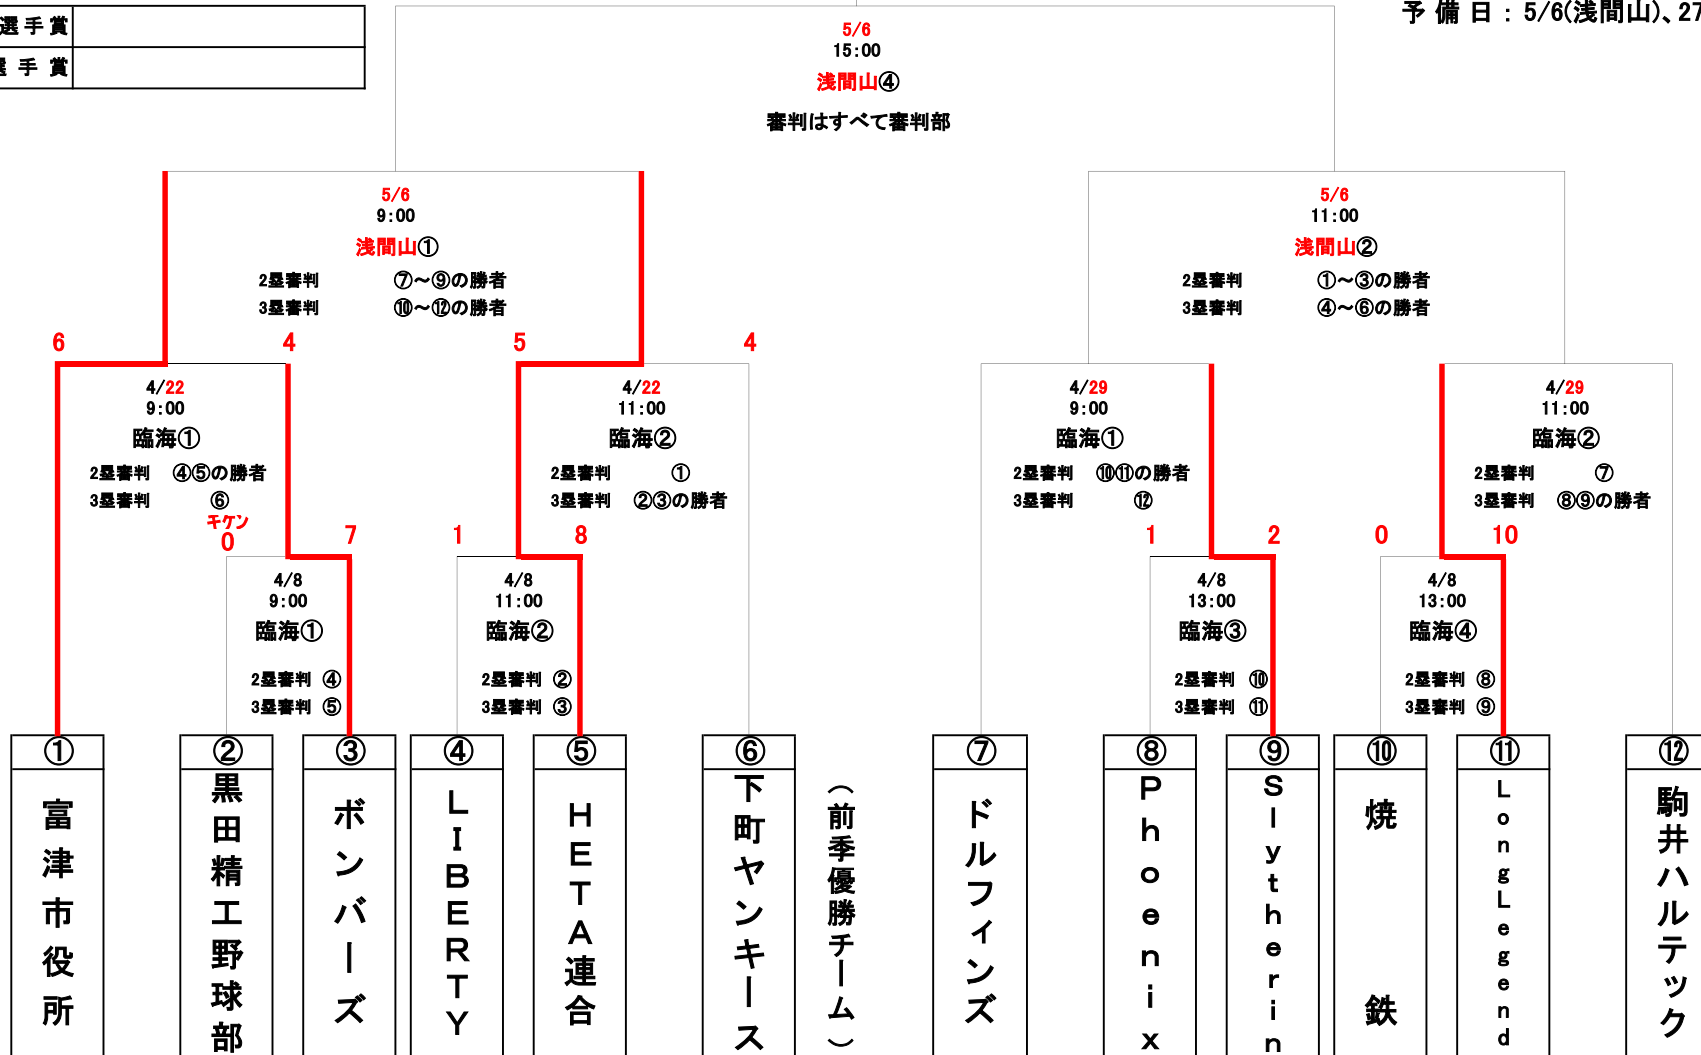 選手賞
選手賞
予備日：5/6(浅間山)、27
5/6
15:00
浅間山④
審判はすべて審判部
5/6
9:00
浅間山①
2塁審判 ⑦～⑨の勝者
3塁審判 ⑩～⑫の勝者
5/6
11:00
浅間山②
2塁審判 ①～③の勝者
3塁審判 ④～⑥の勝者
6 4 5 4
4/22
9:00
臨海①
2塁審判 ④⑤の勝者
3塁審判 ⑥
4/22
11:00
臨海②
2塁審判 ①
3塁審判 ②③の勝者
4/29
9:00
臨海①
2塁審判 ⑩⑪の勝者
3塁審判 ⑫
4/29
11:00
臨海②
2塁審判 ⑦
3塁審判 ⑧⑨の勝者
キケン
0 7 1 8 1 2 0 10
4/8
9:00
臨海①
2塁審判 ④
3塁審判 ⑤
4/8
11:00
臨海②
2塁審判 ②
3塁審判 ③
4/8
13:00
臨海③
2塁審判 ⑩
3塁審判 ⑪
4/8
13:00
臨海④
2塁審判 ⑧
3塁審判 ⑨
①
富津市役所
②
黒田精工野球部
③
ボンバーズ
④
LIBERTY
⑤
HETA連合
⑥
下町ヤンキース
（前季優勝チーム）
⑦
ドルフィンズ
⑧
Phoenix
⑨
Slytherin
⑩
焼鉄
⑪
LongLegend
⑫
駒井ハルテック